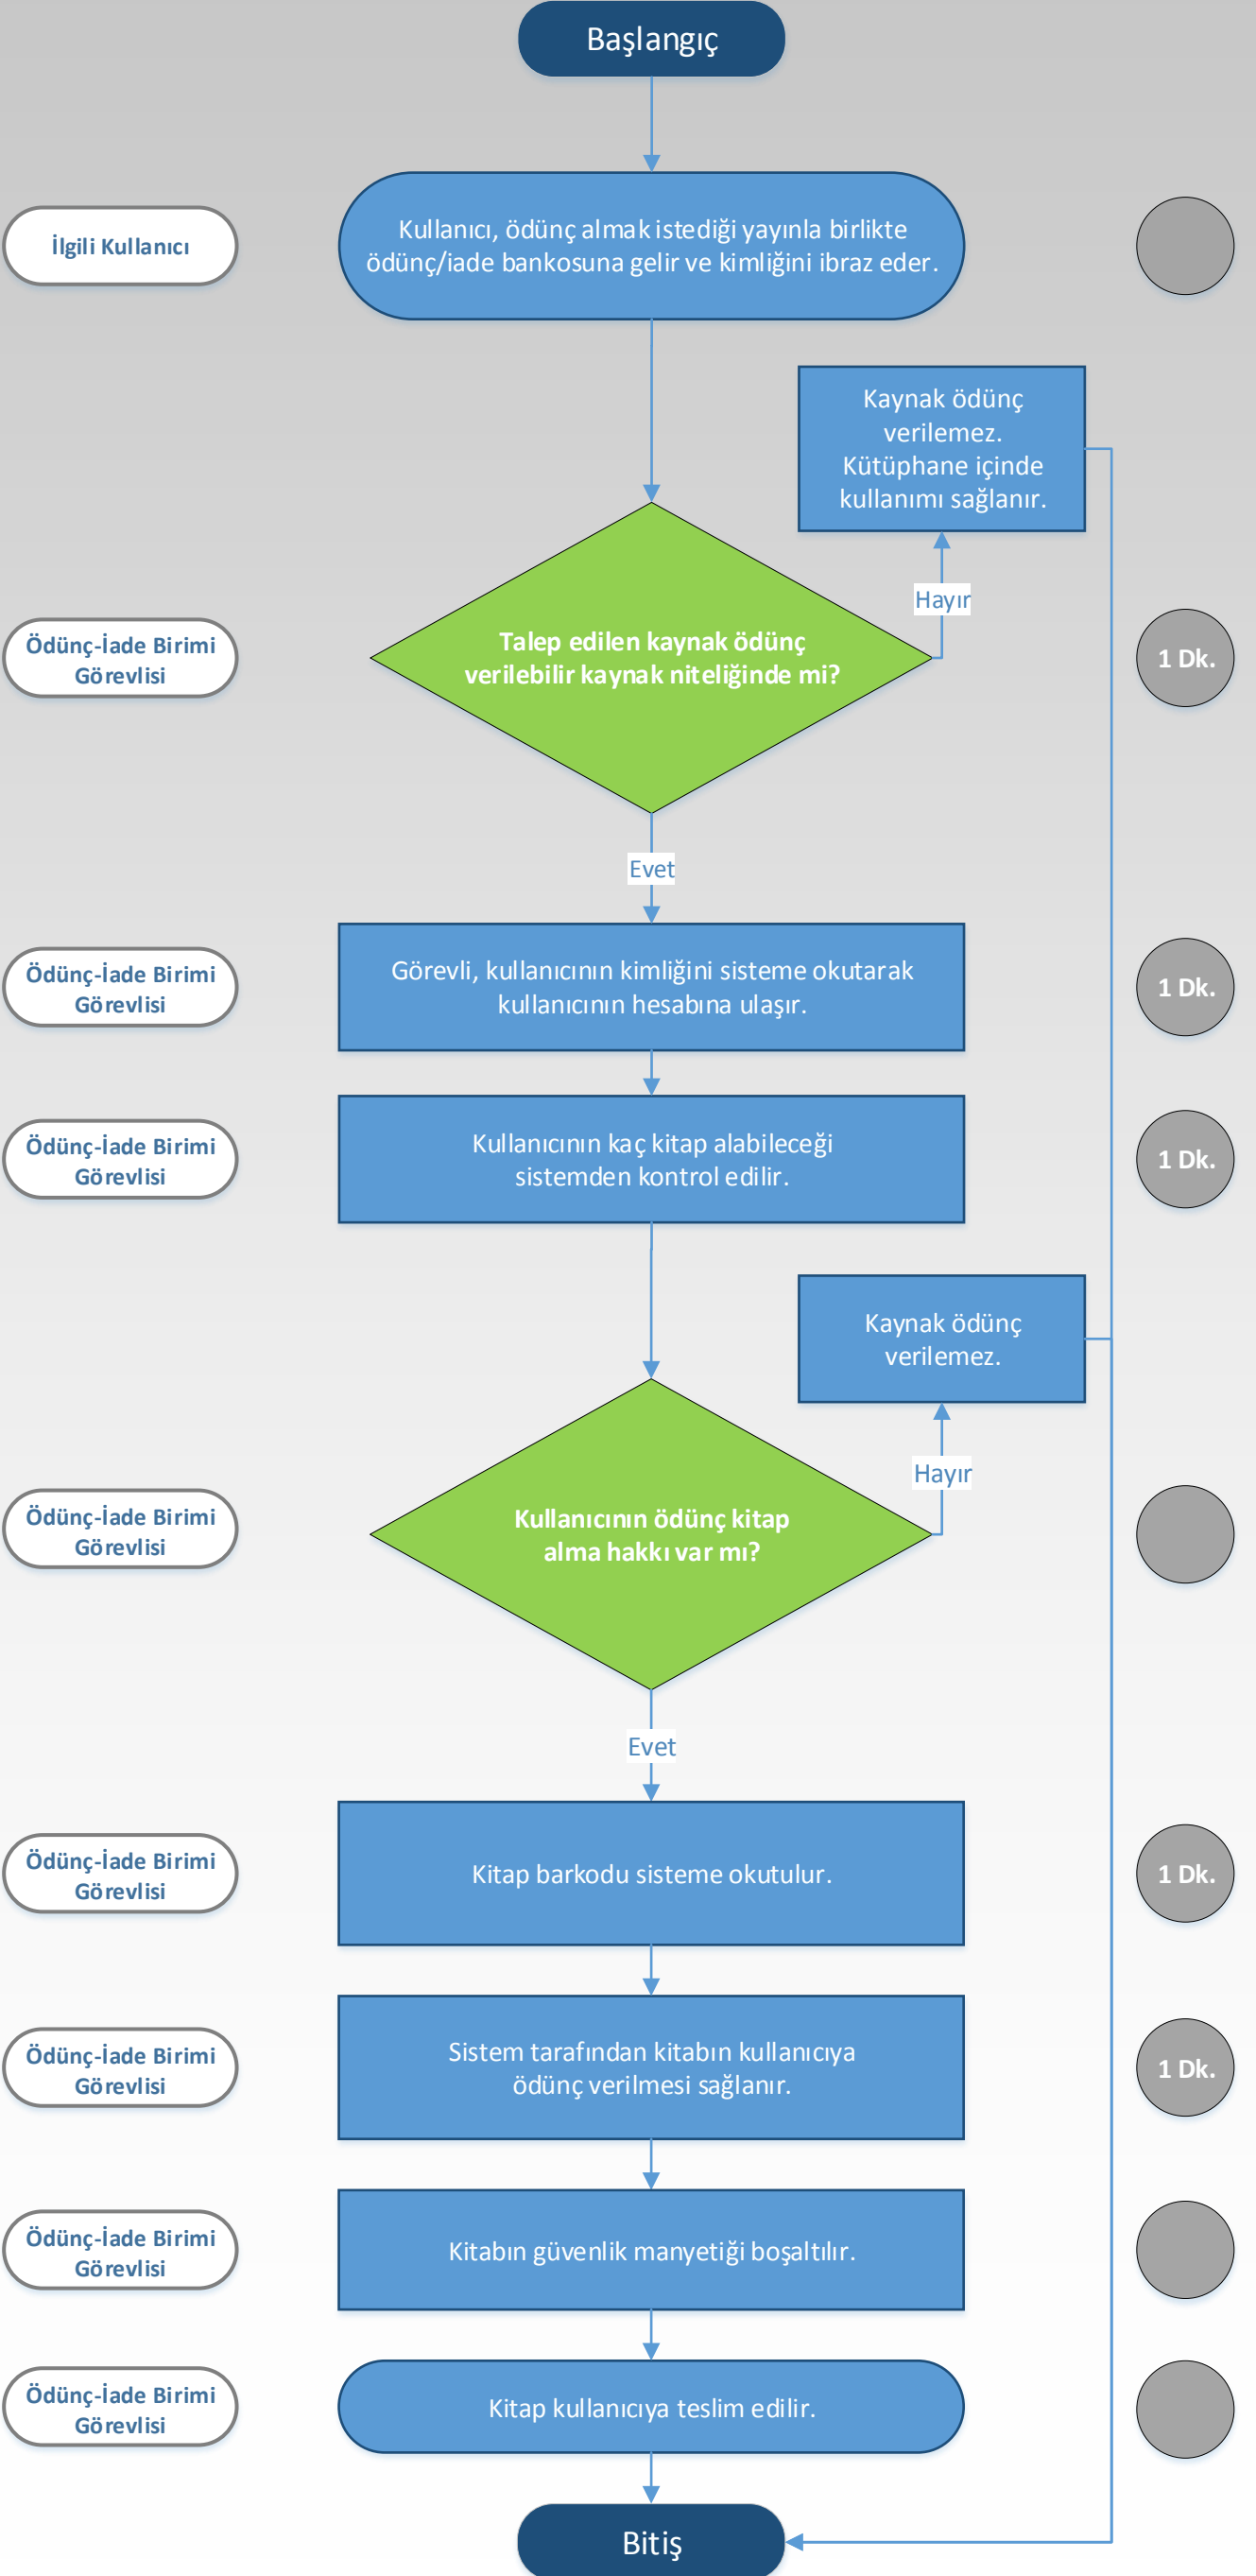 Başlangıç
İlgili Kullanıcı
Kullanıcı, ödünç almak istediği yayınla birlikte
ödünç/iade bankosuna gelir ve kimliğini ibraz eder.
Kaynak ödünç
verilemez.
Kütüphane içinde
kullanımı sağlanır.
Hayır
Ödünç-İade Birimi
Görevlisi
Talep edilen kaynak ödünç
verilebilir kaynak niteliğinde mi?
1 Dk.
Evet
Ödünç-İade Birimi
Görevlisi
Görevli, kullanıcının kimliğini sisteme okutarak
kullanıcının hesabına ulaşır.
1 Dk.
Ödünç-İade Birimi
Görevlisi
Kullanıcının kaç kitap alabileceği
sistemden kontrol edilir.
1 Dk.
Kaynak ödünç
verilemez.
Hayır
Ödünç-İade Birimi
Görevlisi
Kullanıcının ödünç kitap
alma hakkı var mı?
Evet
Ödünç-İade Birimi
Görevlisi
Kitap barkodu sisteme okutulur.
1 Dk.
Ödünç-İade Birimi
Görevlisi
Sistem tarafından kitabın kullanıcıya
ödünç verilmesi sağlanır.
1 Dk.
Ödünç-İade Birimi
Görevlisi
Kitabın güvenlik manyetiği boşaltılır.
Ödünç-İade Birimi
Görevlisi
Kitap kullanıcıya teslim edilir.
Bitiş